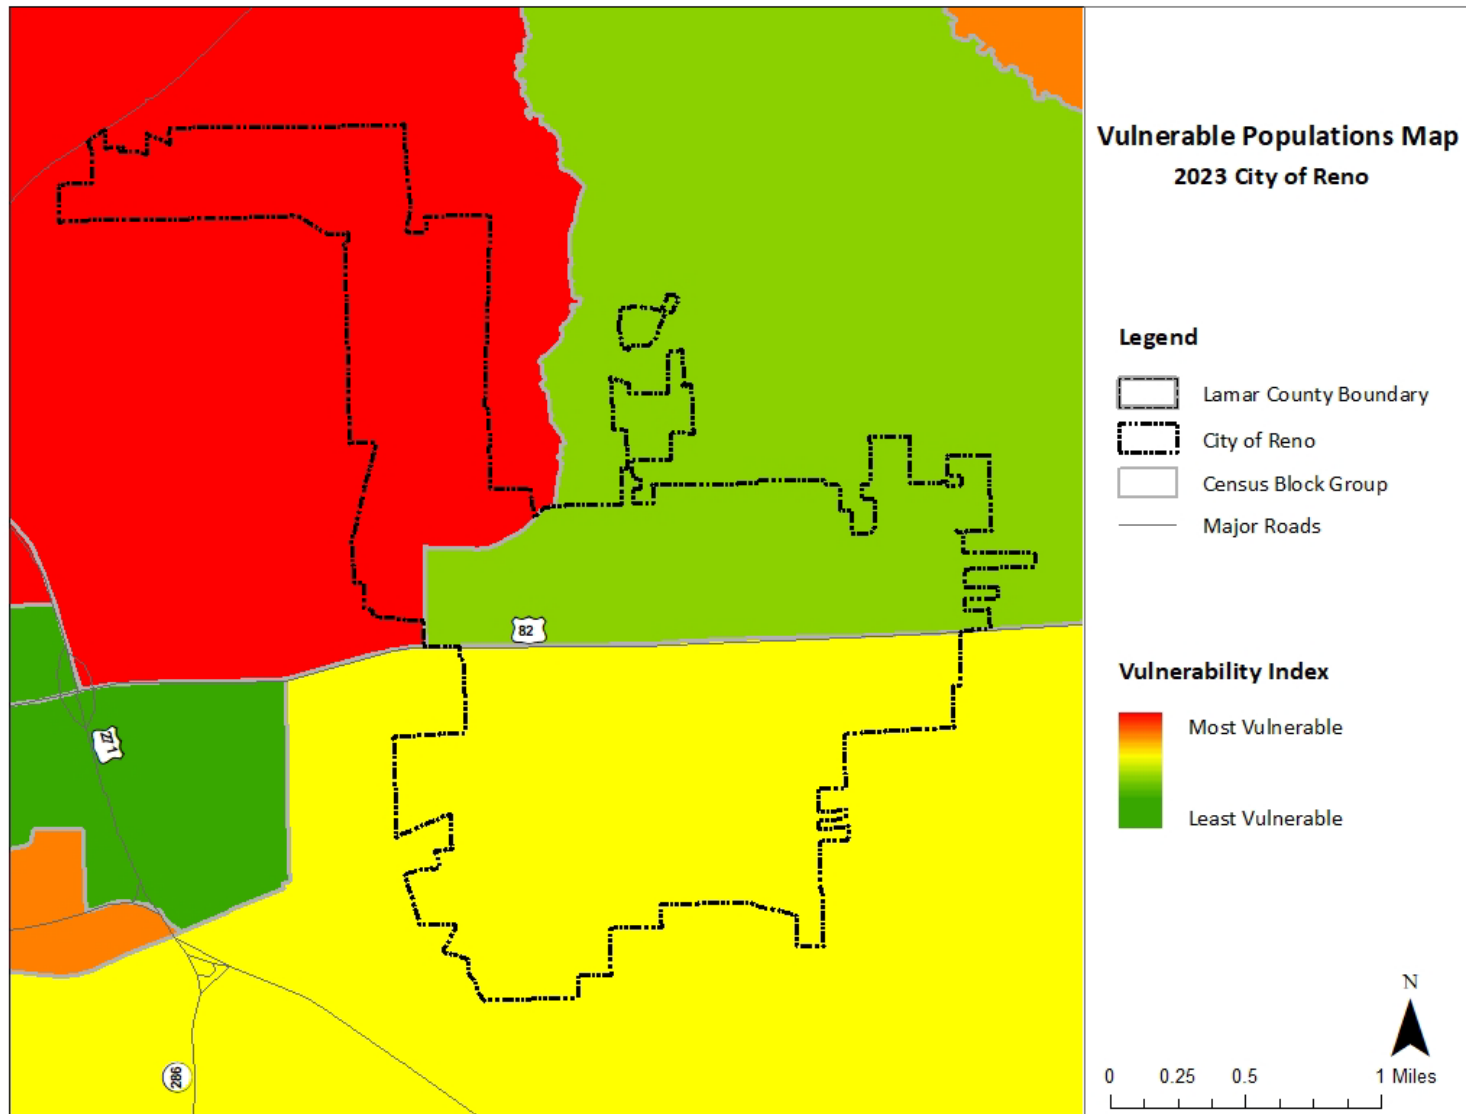 Vulnerable Populations Map
2023 City of Reno
Legend
Lamar County Boundary
City of Reno
Census Block Group
Major Roads
82
Vulnerability Index
Most Vulnerable
271
Least Vulnerable
N
286
0 0.25 0.5 1 Miles